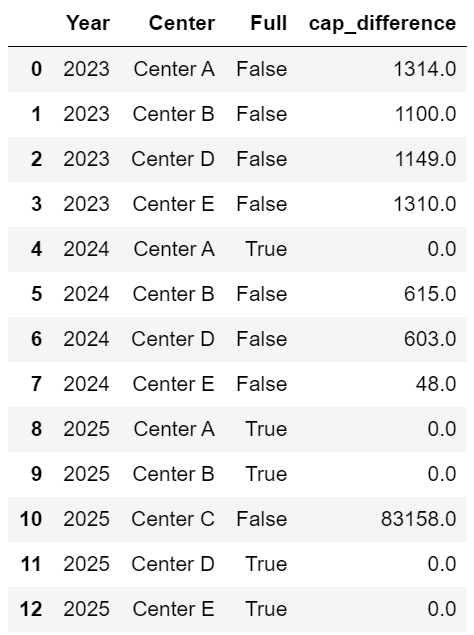 Year Center Full cap_difference
0 2023 Center A False 1314.0
1 2023 Center B False 1100.0
2 2023 Center D False 1149.0
3 2023 Center E False 1310.0
4 2024 Center A True 0.0
5 2024 Center B False 615.0
6 2024 Center D False 603.0
7 2024 Center E False 48.0
8 2025 Center A True 0.0
9 2025 Center B True 0.0
10 2025 Center C False 83158.0
11 2025 Center D True 0.0
12 2025 Center E True 0.0